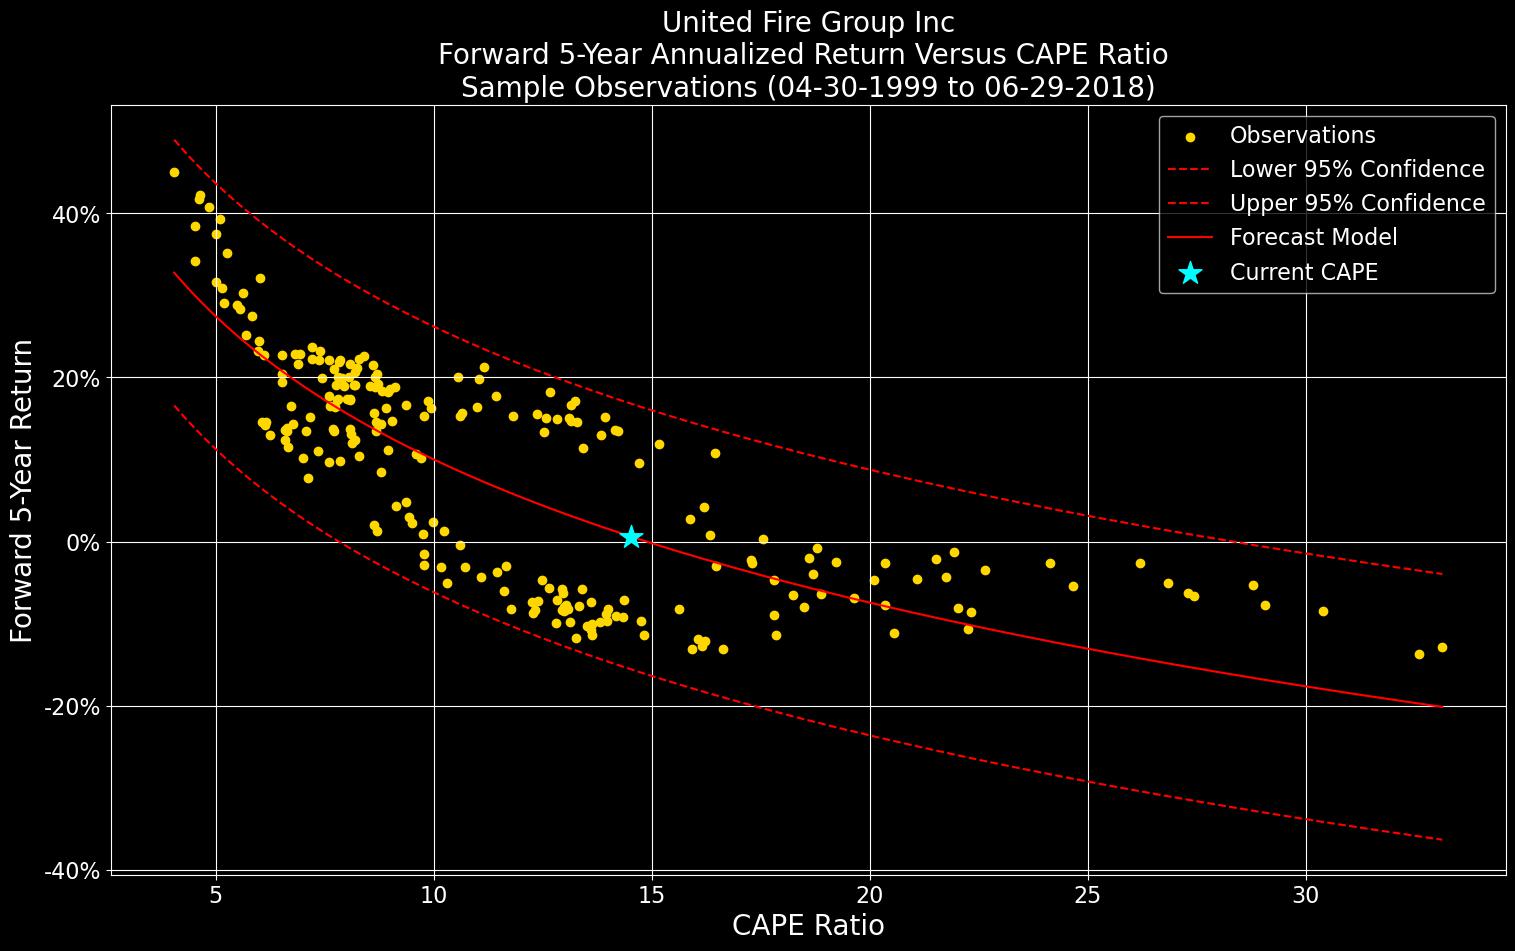 United Fire Group Inc
Forward 5-Year Annualized Return Versus CAPE Ratio
Sample Observations (04-30-1999 to 06-29-2018)
Observations
Lower 95% Confidence
Upper 95% Confidence
Forecast Model
Current CAPE
Forward 5-Year Return
40%
20%
0%
-20%
-40%
5 10 15 20 25 30
CAPE Ratio